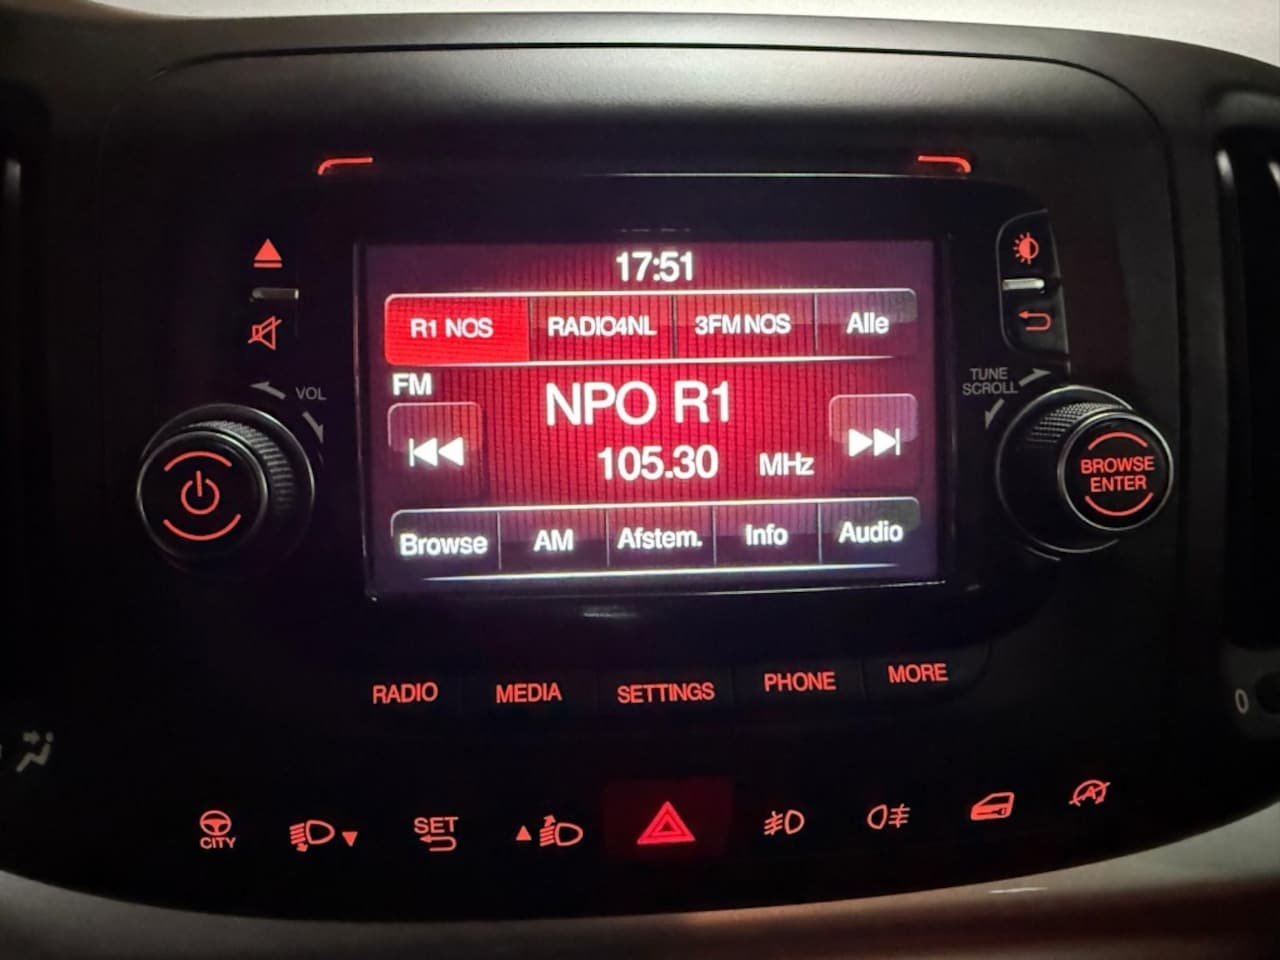 17:51
R1 NOS RADIO4NL 3FM NOS Alle
FM
NPO R1
105.30 MHz
Browse AM Afstem. Info Audio
VOL
TUNE
SCROLL
BROWSE
ENTER
RADIO MEDIA SETTINGS PHONE MORE
CITY
SET
A
0